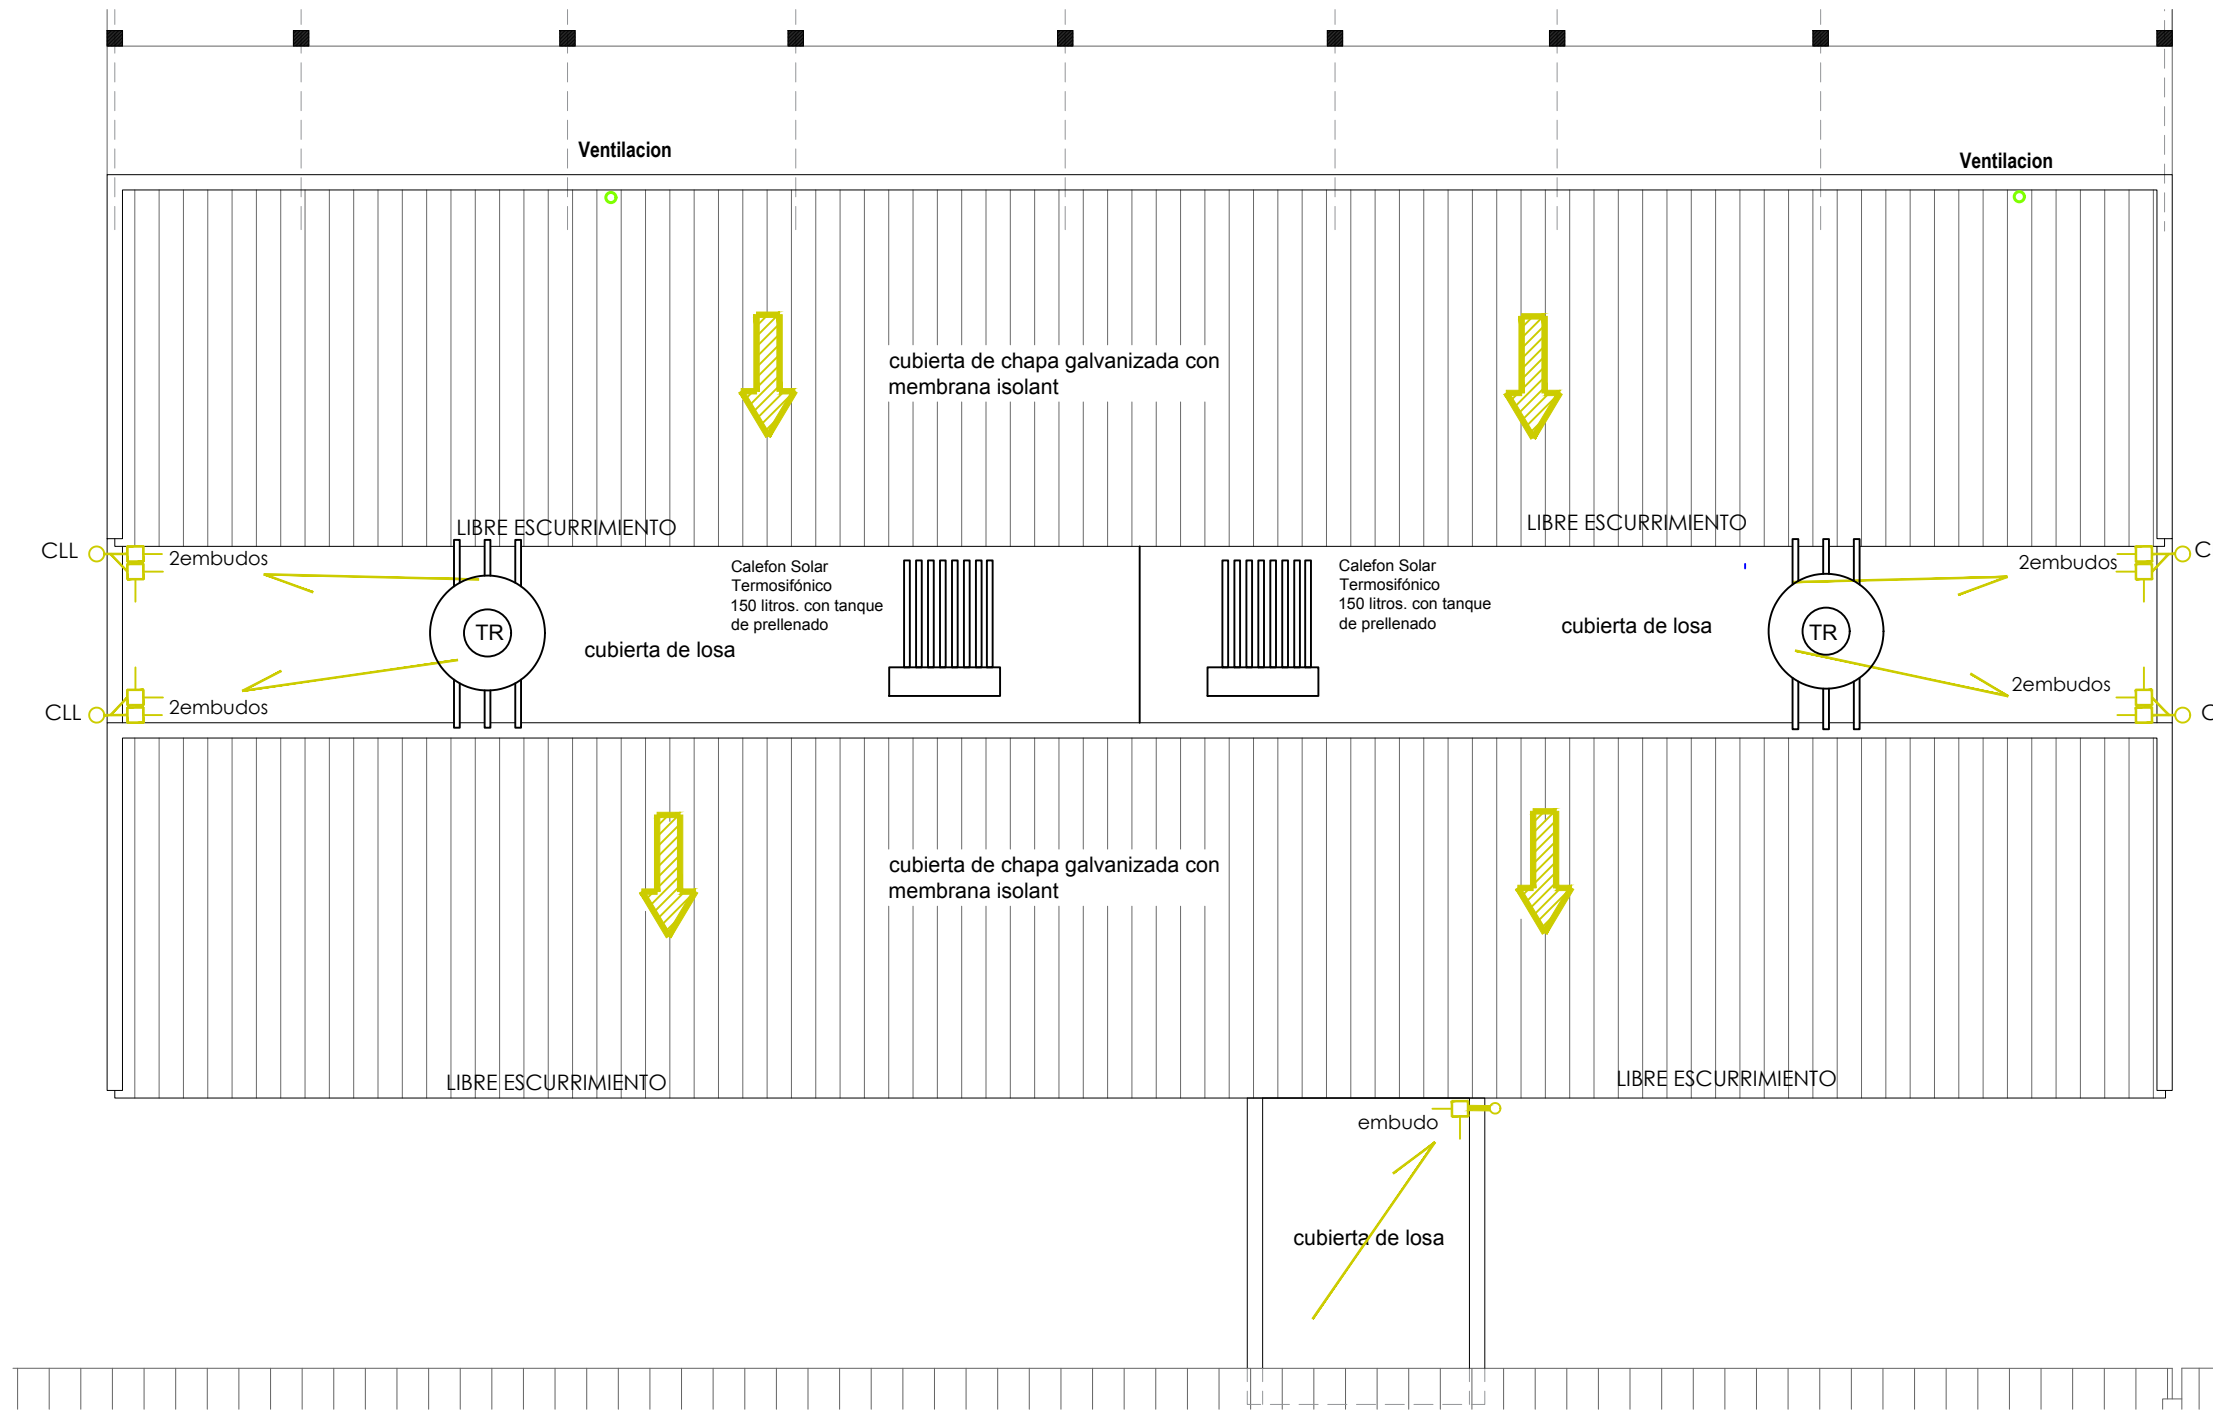 Ventilacion
Ventilacion
cubierta de chapa galvanizada con
membrana isolant
LIBRE ESCURRIMIENTO
LIBRE ESCURRIMIENTO
CLL
2embudos
TR
cubierta de losa
Calefon Solar
Termosifónico
150 litros. con tanque
de prellenado
Calefon Solar
Termosifónico
150 litros. con tanque
de prellenado
cubierta de losa
TR
2embudos
C
CLL
2embudos
2embudos
C
cubierta de chapa galvanizada con
membrana isolant
LIBRE ESCURRIMIENTO
LIBRE ESCURRIMIENTO
embudo
cubierta de losa